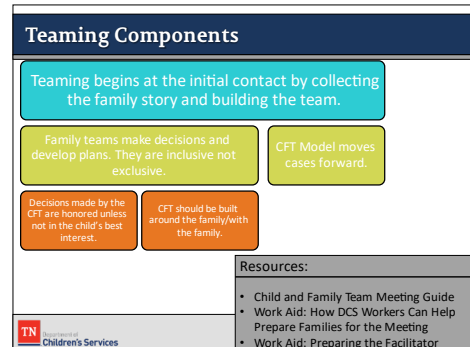 Teaming Components
Teaming begins at the initial contact by collecting
the family story and building the team.
Family teams make decisions and
develop plans. They are inclusive not
exclusive.
CFT Model moves
cases forward.
Decisions made by the
CFT are honored unless
not in the child's best
interest.
CFT should be built
around the family/with
the family.
Resources:
• Child and Family Team Meeting Guide
• Work Aid: How DCS Workers Can Help
Prepare Families for the Meeting
• Work Aid: Preparing the Facilitator
TN
Department of
Children's Services